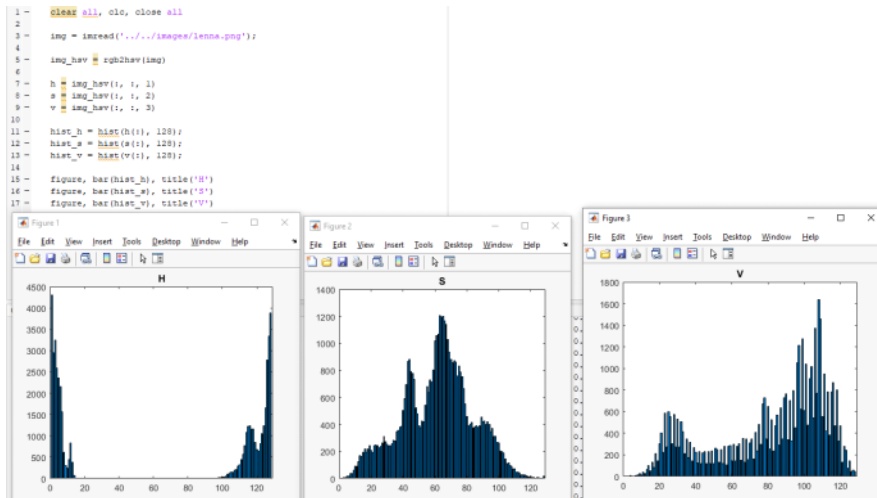 1 - clear all, clc, close all
2
3 - img = imread('../../images/lenna.png');
4
5 - img_hsv = rgb2hsv(img)
6
7 - h = img_hsv(:, :, 1)
8 - s = img_hsv(:, :, 2)
9 - v = img_hsv(:, :, 3)
10
11 - hist_h = hist(h(:), 128);
12 - hist_s = hist(s(:), 128);
13 - hist_v = hist(v(:), 128);
14
15 - figure, bar(hist_h), title('H')
16 - figure, bar(hist_s), title('S')
17 - figure, bar(hist_v), title('V')
Figure 1
File Edit View Insert Tools Desktop Window Help
H
4500
4000
3500
3000
2500
2000
1500
1000
500
0
0 20 40 60 80 100 120
Figure 2
File Edit View Insert Tools Desktop Window Help
S
1400
1200
1000
800
600
400
200
0
0 20 40 60 80 100 120
Figure 3
File Edit View Insert Tools Desktop Window Help
V
1800
1600
1400
1200
1000
800
600
400
200
0
0 20 40 60 80 100 120